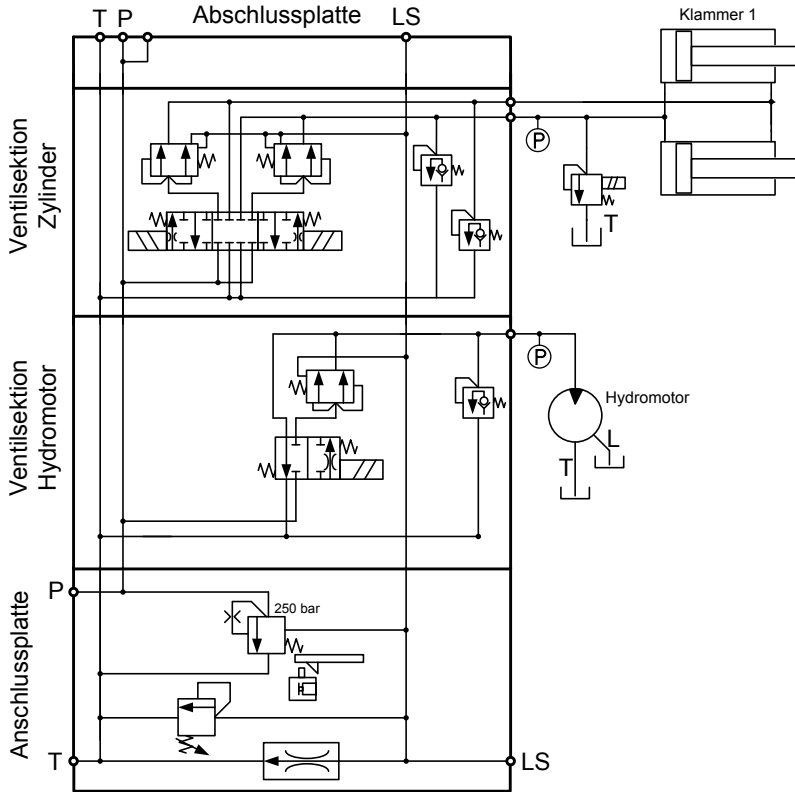 T P Abschlussplatte LS
Klammer 1
Ventilsektion
Zylinder
P
T
Ventilsektion
Hydromotor
P
Hydromotor
L
T
Anschlussplatte
P
250 bar
T
LS